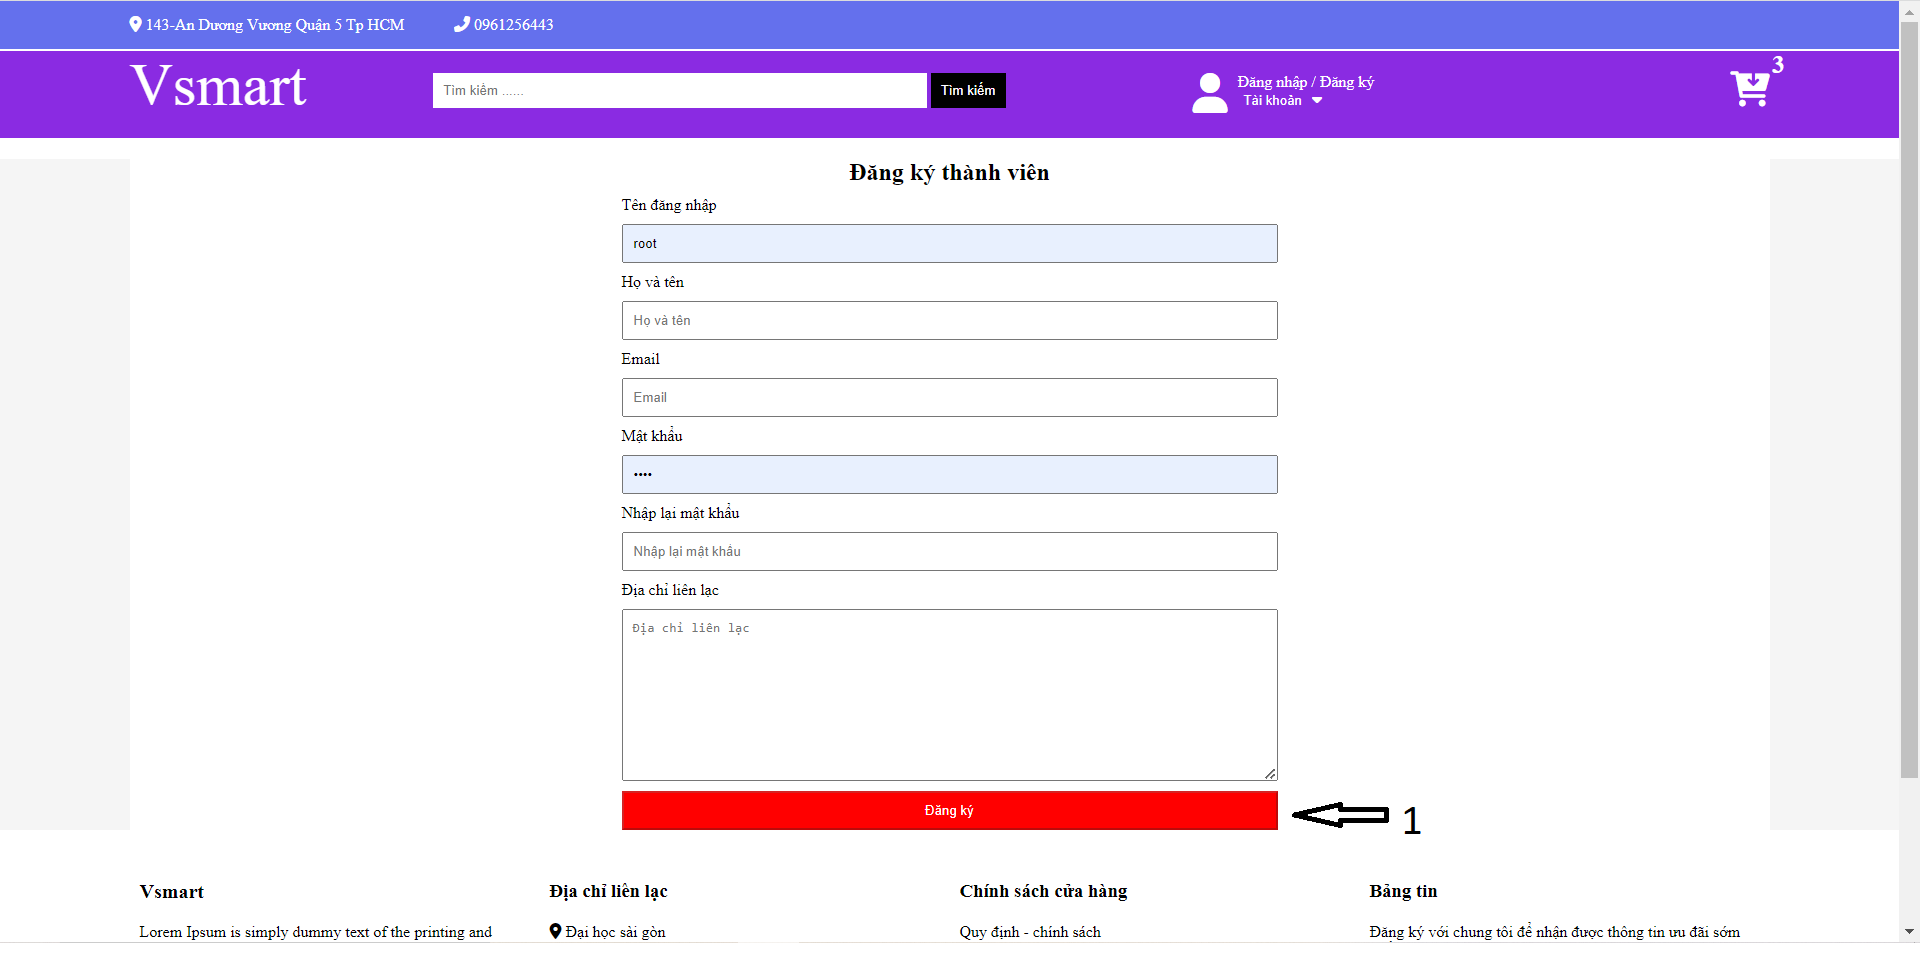 143-An Dương Vương Quận 5 Tp HCM 0961256443
Vsmart
Tìm kiếm ......
Tìm kiếm
Đăng nhập / Đăng ký
Tài khoản
3
Đăng ký thành viên
Tên đăng nhập
root
Họ và tên
Họ và tên
Email
Email
Mật khẩu
••••
Nhập lại mật khẩu
Nhập lại mật khẩu
Địa chỉ liên lạc
Địa chỉ liên lạc
Đăng ký
1
Vsmart
Lorem Ipsum is simply dummy text of the printing and
Địa chỉ liên lạc
Đại học sài gòn
Chính sách cửa hàng
Quy định - chính sách
Bảng tin
Đăng ký với chung tôi để nhận được thông tin ưu đãi sớm